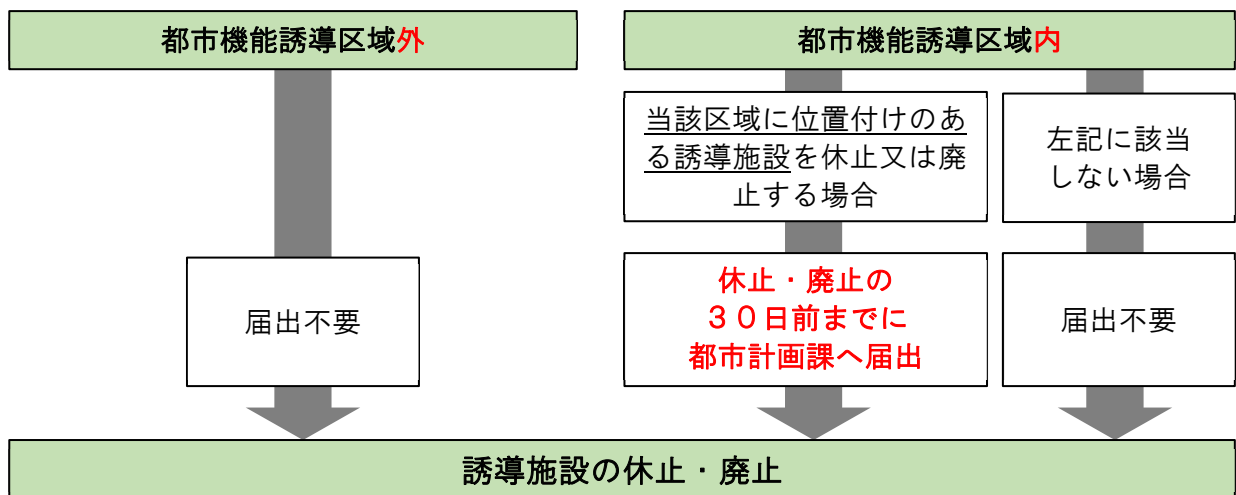 都市機能誘導区域外
届出不要
都市機能誘導区域内
当該区域に位置付けのあ
る誘導施設を休止又は廃
止する場合
休止・廃止の
３０日前までに
都市計画課へ届出
左記に該当
しない場合
届出不要
誘導施設の休止・廃止